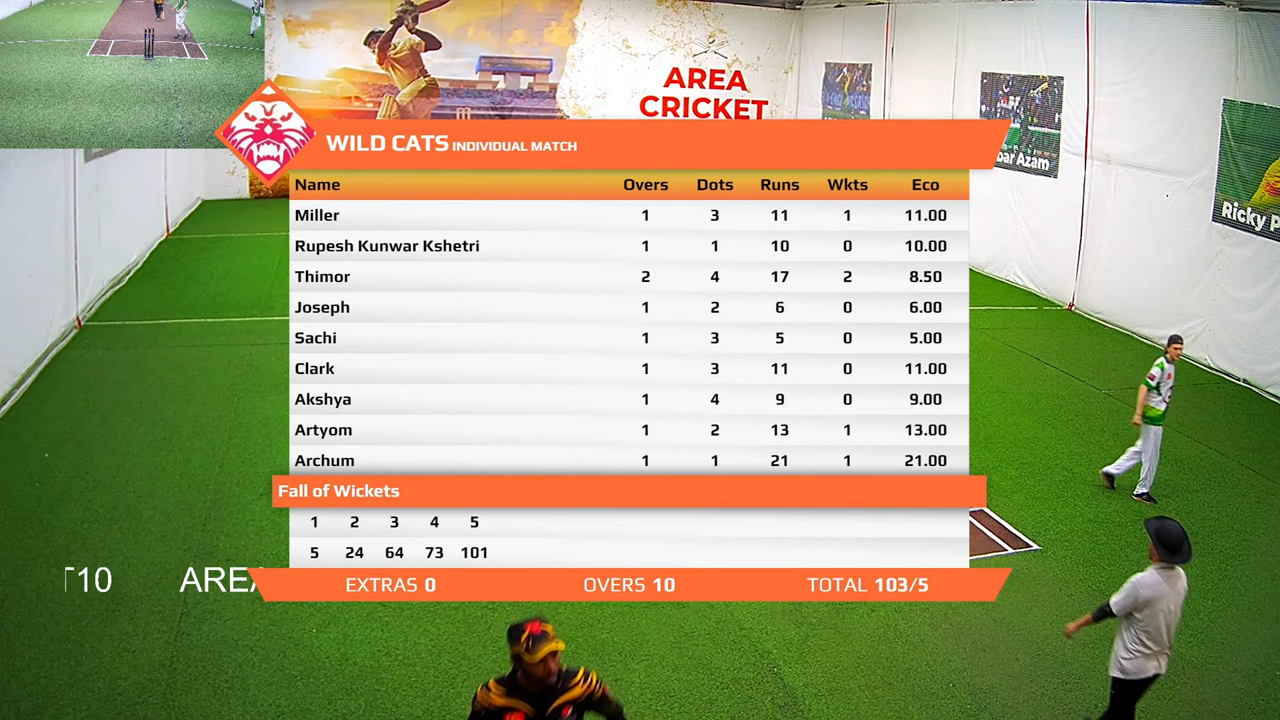 AREA
CRICKET
WILD CATS INDIVIDUAL MATCH
Name Overs Dots Runs Wkts Eco
Miller 1 3 11 1 11.00
Rupesh Kunwar Kshetri 1 1 10 0 10.00
Thimor 2 4 17 2 8.50
Joseph 1 2 6 0 6.00
Sachi 1 3 5 0 5.00
Clark 1 3 11 0 11.00
Akshya 1 4 9 0 9.00
Artyom 1 2 13 1 13.00
Archum 1 1 21 1 21.00
Fall of Wickets
1 2 3 4 5
5 24 64 73 101
EXTRAS 0 OVERS 10 TOTAL 103/5
bar Azam
Ricky P
T10 AREA